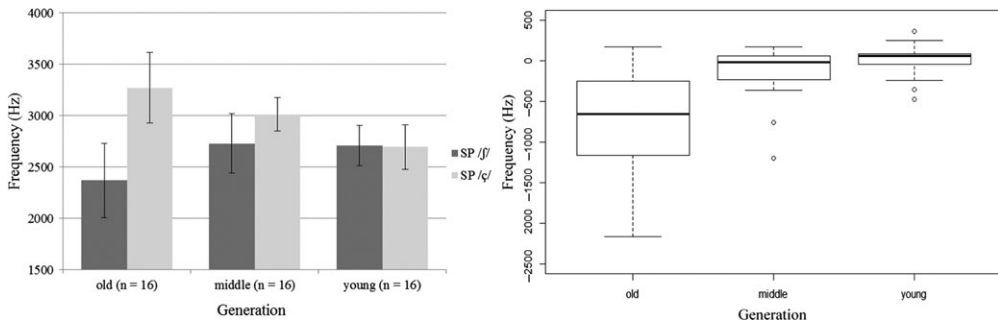 4000
3500
3000
2500
2000
1500
Frequency (Hz)
old (n = 16) middle (n = 16) young (n = 16)
Generation
SP /ʃ/
SP /ç/
500
0
−500
−1000
−1500
−2000
−2500
Frequency (Hz)
old middle young
Generation